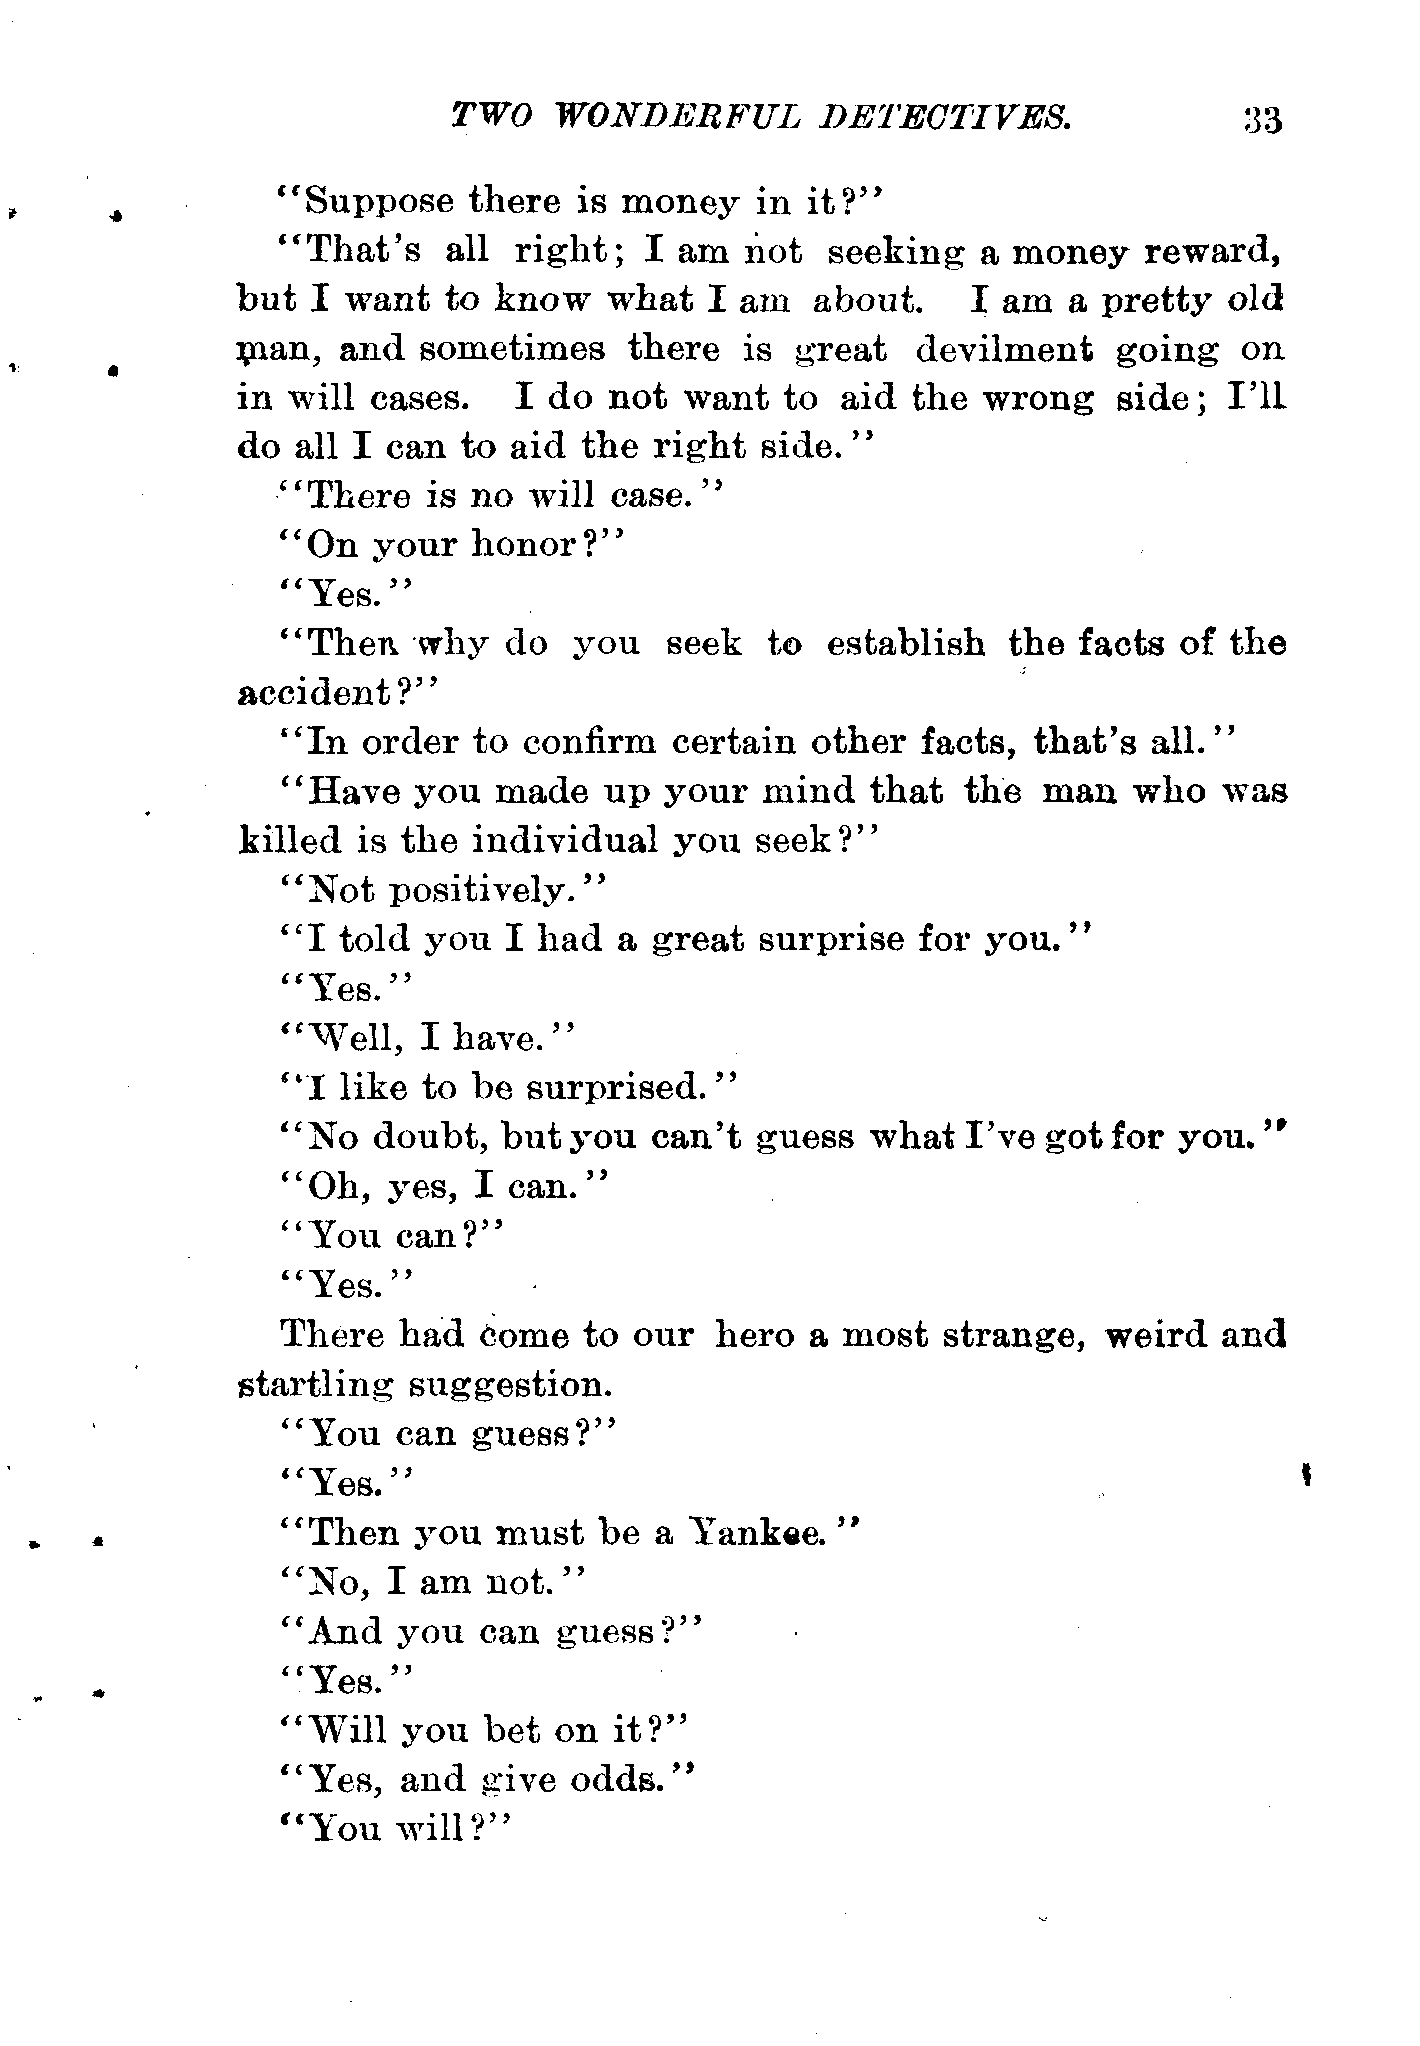 TWO WONDERFUL DETECTIVES. 33
"Suppose there is money in it?"
"That's all right; I am not seeking a money reward,
but I want to know what I am about. I am a pretty old
man, and sometimes there is great devilment going on
in will cases. I do not want to aid the wrong side; I'll
do all I can to aid the right side."
"There is no will case."
"On your honor?"
"Yes."
"Then why do you seek to establish the facts of the
accident?"
"In order to confirm certain other facts, that's all."
"Have you made up your mind that the man who was
killed is the individual you seek?"
"Not positively."
"I told you I had a great surprise for you."
"Yes."
"Well, I have."
"I like to be surprised."
"No doubt, but you can't guess what I've got for you."
"Oh, yes, I can."
"You can?"
"Yes."
There had come to our hero a most strange, weird and
startling suggestion.
"You can guess?"
"Yes."
"Then you must be a Yankee."
"No, I am not."
"And you can guess?"
"Yes."
"Will you bet on it?"
"Yes, and give odds."
"You will?"